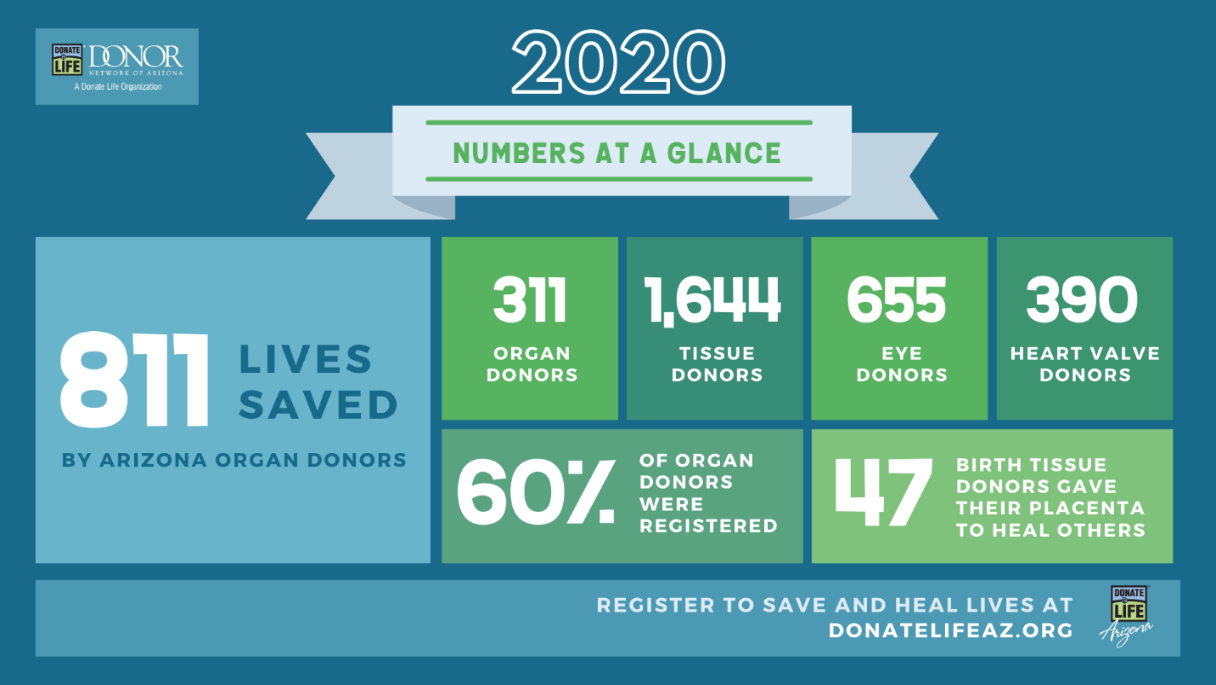 DONATE
LIFE
DONOR
NETWORK OF ARIZONA
A Donate Life Organization
2020
NUMBERS AT A GLANCE
811
LIVES
SAVED
BY ARIZONA ORGAN DONORS
311
ORGAN
DONORS
1,644
TISSUE
DONORS
655
EYE
DONORS
390
HEART VALVE
DONORS
60%
OF ORGAN
DONORS
WERE
REGISTERED
47
BIRTH TISSUE
DONORS GAVE
THEIR PLACENTA
TO HEAL OTHERS
REGISTER TO SAVE AND HEAL LIVES AT
DONATELIFEAZ.ORG
DONATE
LIFE
Arizona